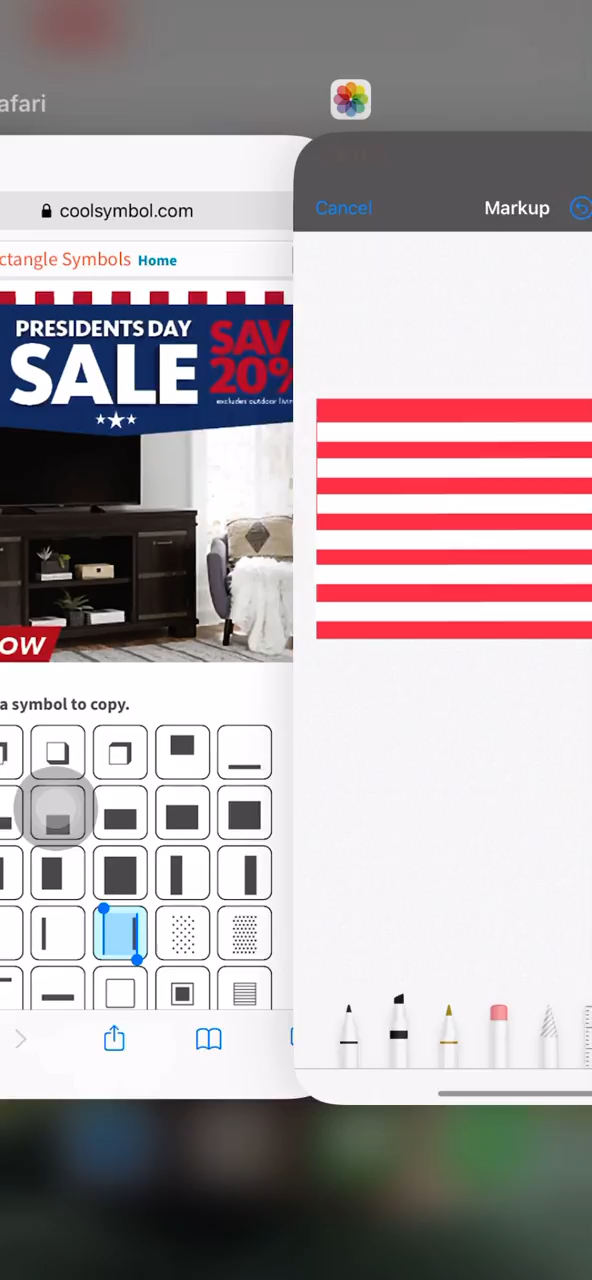 afari
coolsymbol.com
ctangle Symbols Home
PRESIDENTS DAY
SALE
SAV
20%
excludes outdoor livin
OW
a symbol to copy.
Cancel
Markup